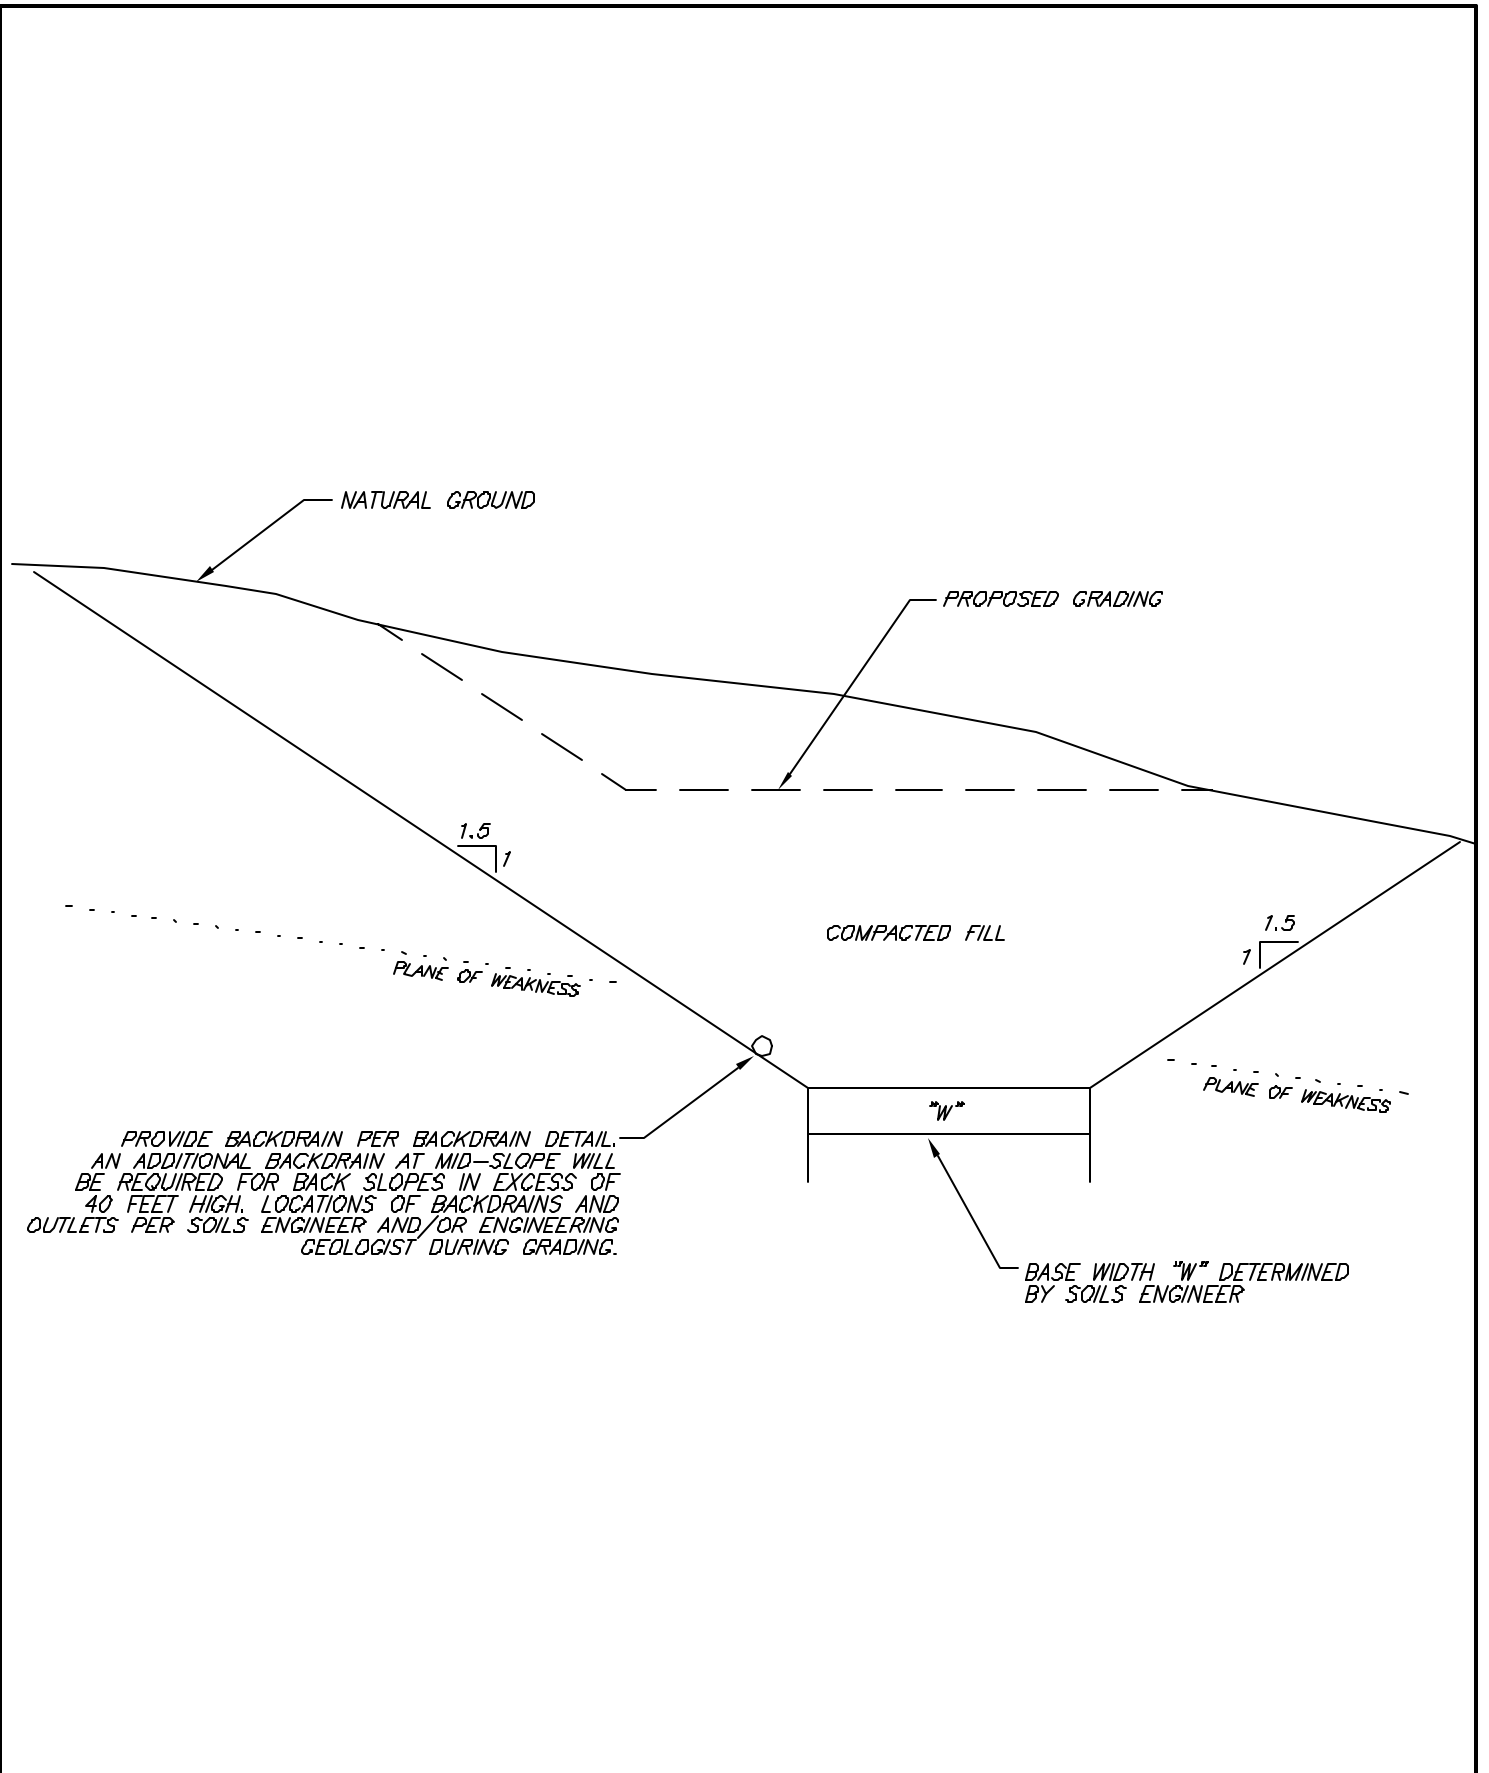 NATURAL GROUND
PROPOSED GRADING
1.5
1
COMPACTED FILL
1.5
1
PLANE OF WEAKNESS
PLANE OF WEAKNESS
"W"
PROVIDE BACKDRAIN PER BACKDRAIN DETAIL.
AN ADDITIONAL BACKDRAIN AT MID-SLOPE WILL
BE REQUIRED FOR BACK SLOPES IN EXCESS OF
40 FEET HIGH. LOCATIONS OF BACKDRAINS AND
OUTLETS PER SOILS ENGINEER AND/OR ENGINEERING
GEOLOGIST DURING GRADING.
BASE WIDTH "W" DETERMINED
BY SOILS ENGINEER